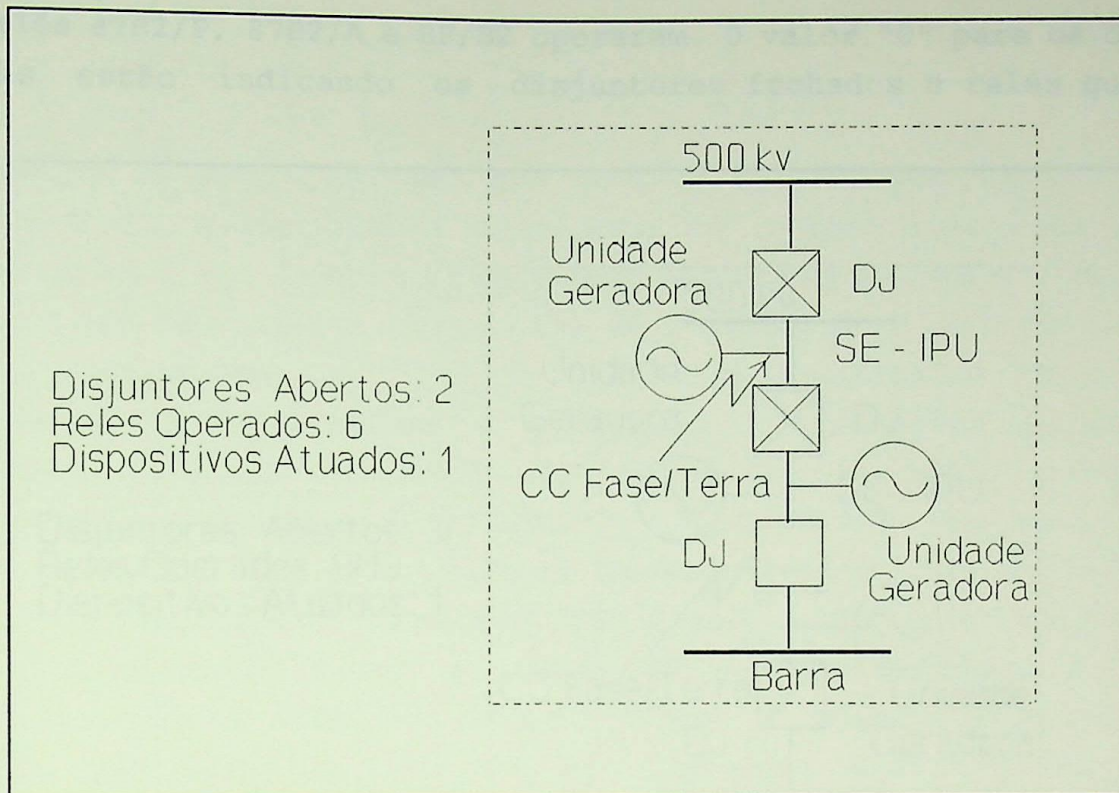 500 kv
Unidade
Geradora
DJ
SE - IPU
Disjuntores Abertos: 2
Reles Operados: 6
Dispositivos Atuados: 1
CC Fase/Terra
DJ
Unidade
Geradora
Barra